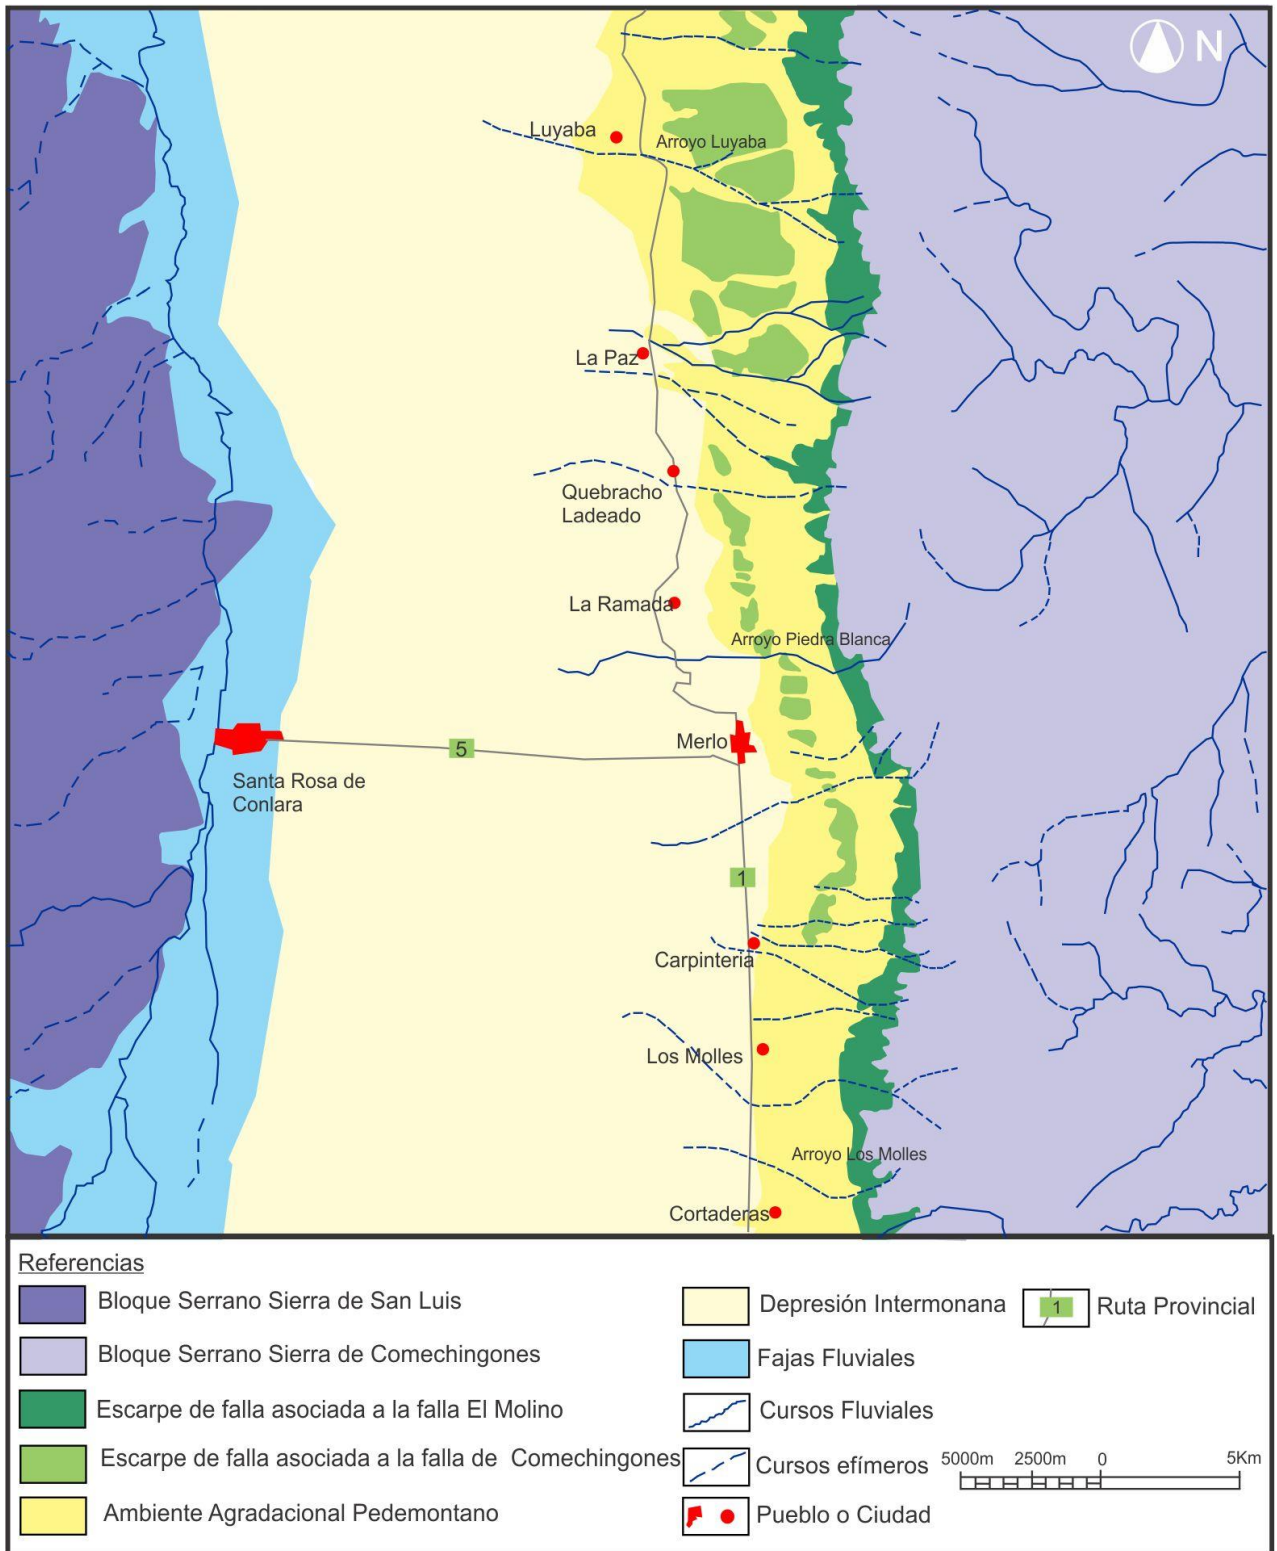 N
Luyaba
Arroyo Luyaba
La Paz
Quebracho
Ladeado
La Ramada
Arroyo Piedra Blanca
Merlo
5
Santa Rosa de
Conlara
1
Carpinteria
Los Molles
Arroyo Los Molles
Cortaderas
Referencias
Bloque Serrano Sierra de San Luis
Bloque Serrano Sierra de Comechingones
Escarpe de falla asociada a la falla El Molino
Escarpe de falla asociada a la falla de Comechingones
Ambiente Agradacional Pedemontano
Depresión Intermonana
Fajas Fluviales
Cursos Fluviales
Cursos efímeros
Pueblo o Ciudad
1 Ruta Provincial
5000m 2500m 0 5Km